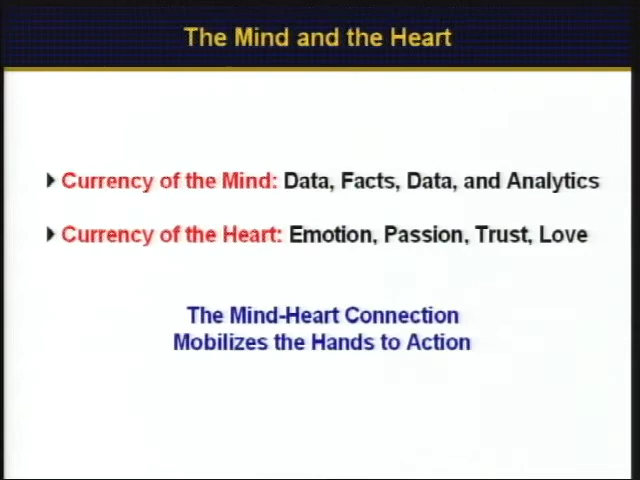 The Mind and the Heart
Currency of the Mind: Data, Facts, Data, and Analytics
Currency of the Heart: Emotion, Passion, Trust, Love
The Mind-Heart Connection
Mobilizes the Hands to Action